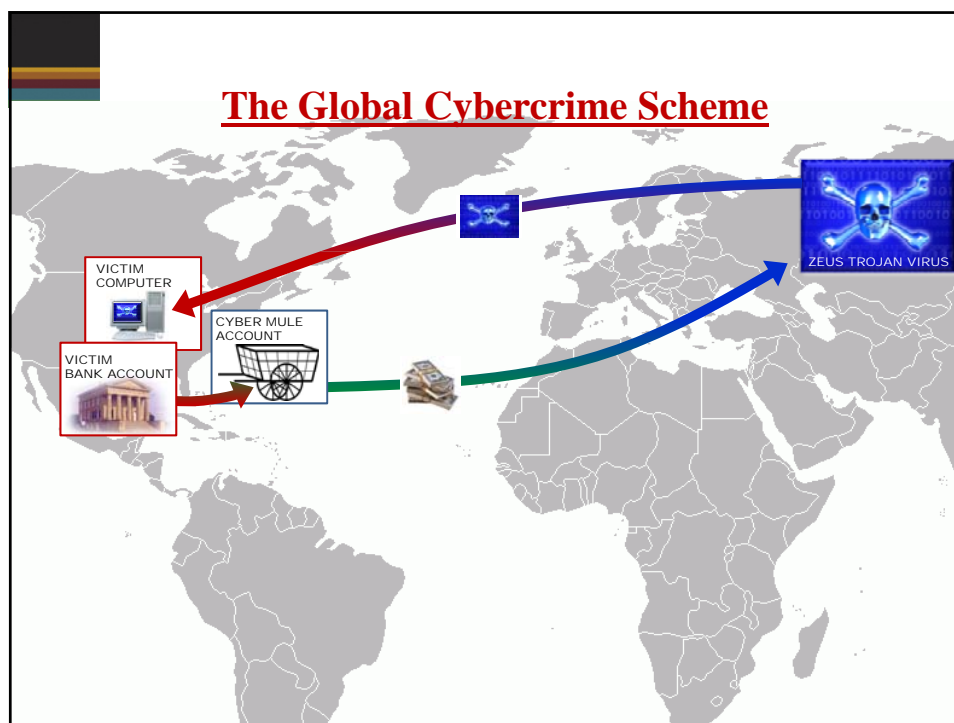 The Global Cybercrime Scheme
ZEUS TROJAN VIRUS
VICTIM
COMPUTER
CYBER MULE
ACCOUNT
VICTIM
BANK ACCOUNT